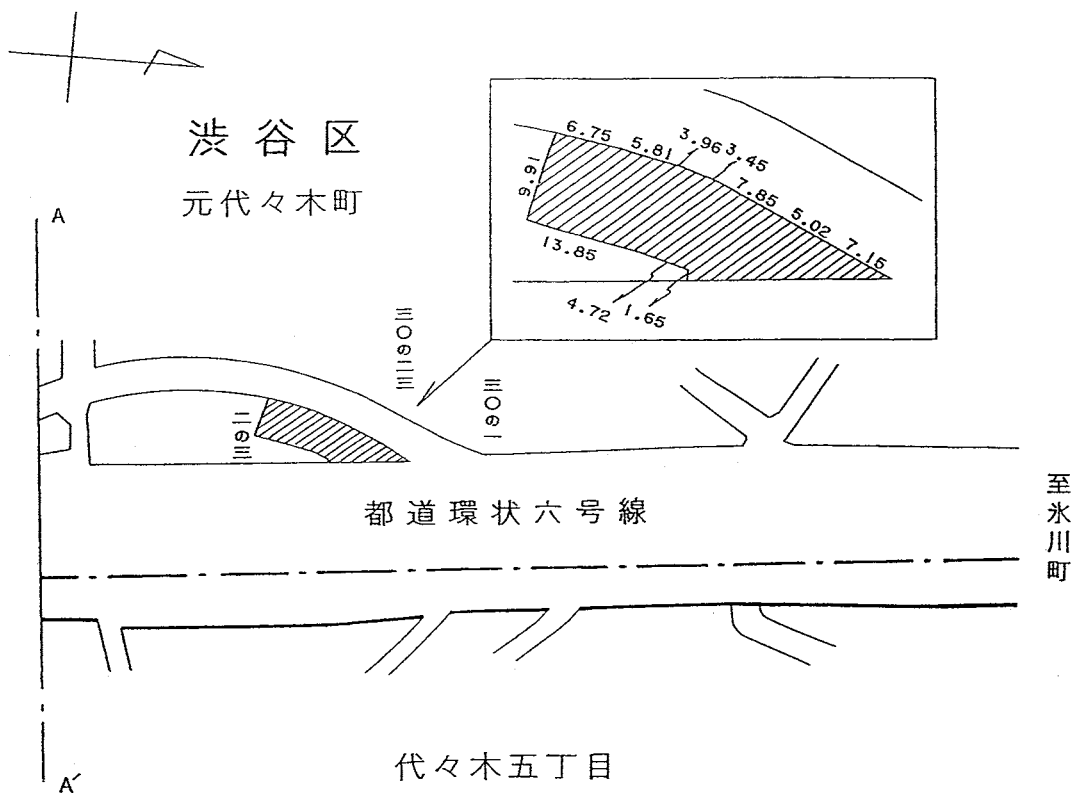 渋谷区
元代々木町
A
6.75
5.81
3.96
3.45
7.85
5.02
7.15
9.91
13.85
4.72
1.65
三〇の二三
三〇の一
二の三
都道環状六号線
至氷川町
代々木五丁目
A´